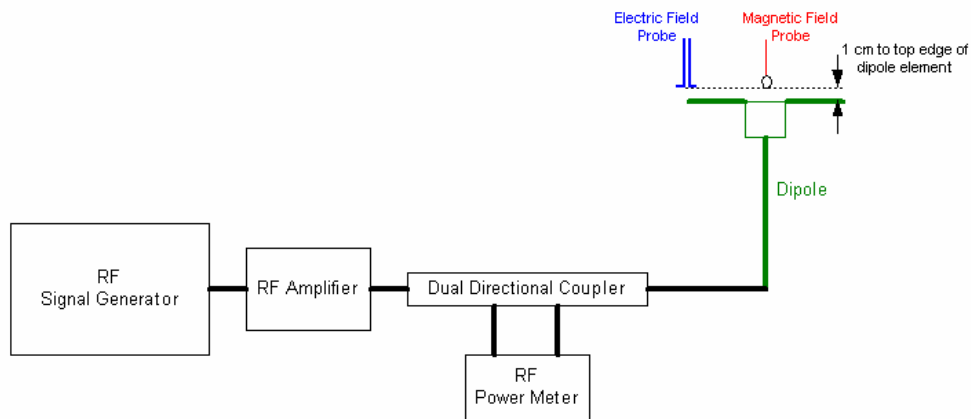 Electric Field
Probe
Magnetic Field
Probe
1 cm to top edge of
dipole element
Dipole
RF
Signal Generator
RF Amplifier
Dual Directional Coupler
RF
Power Meter